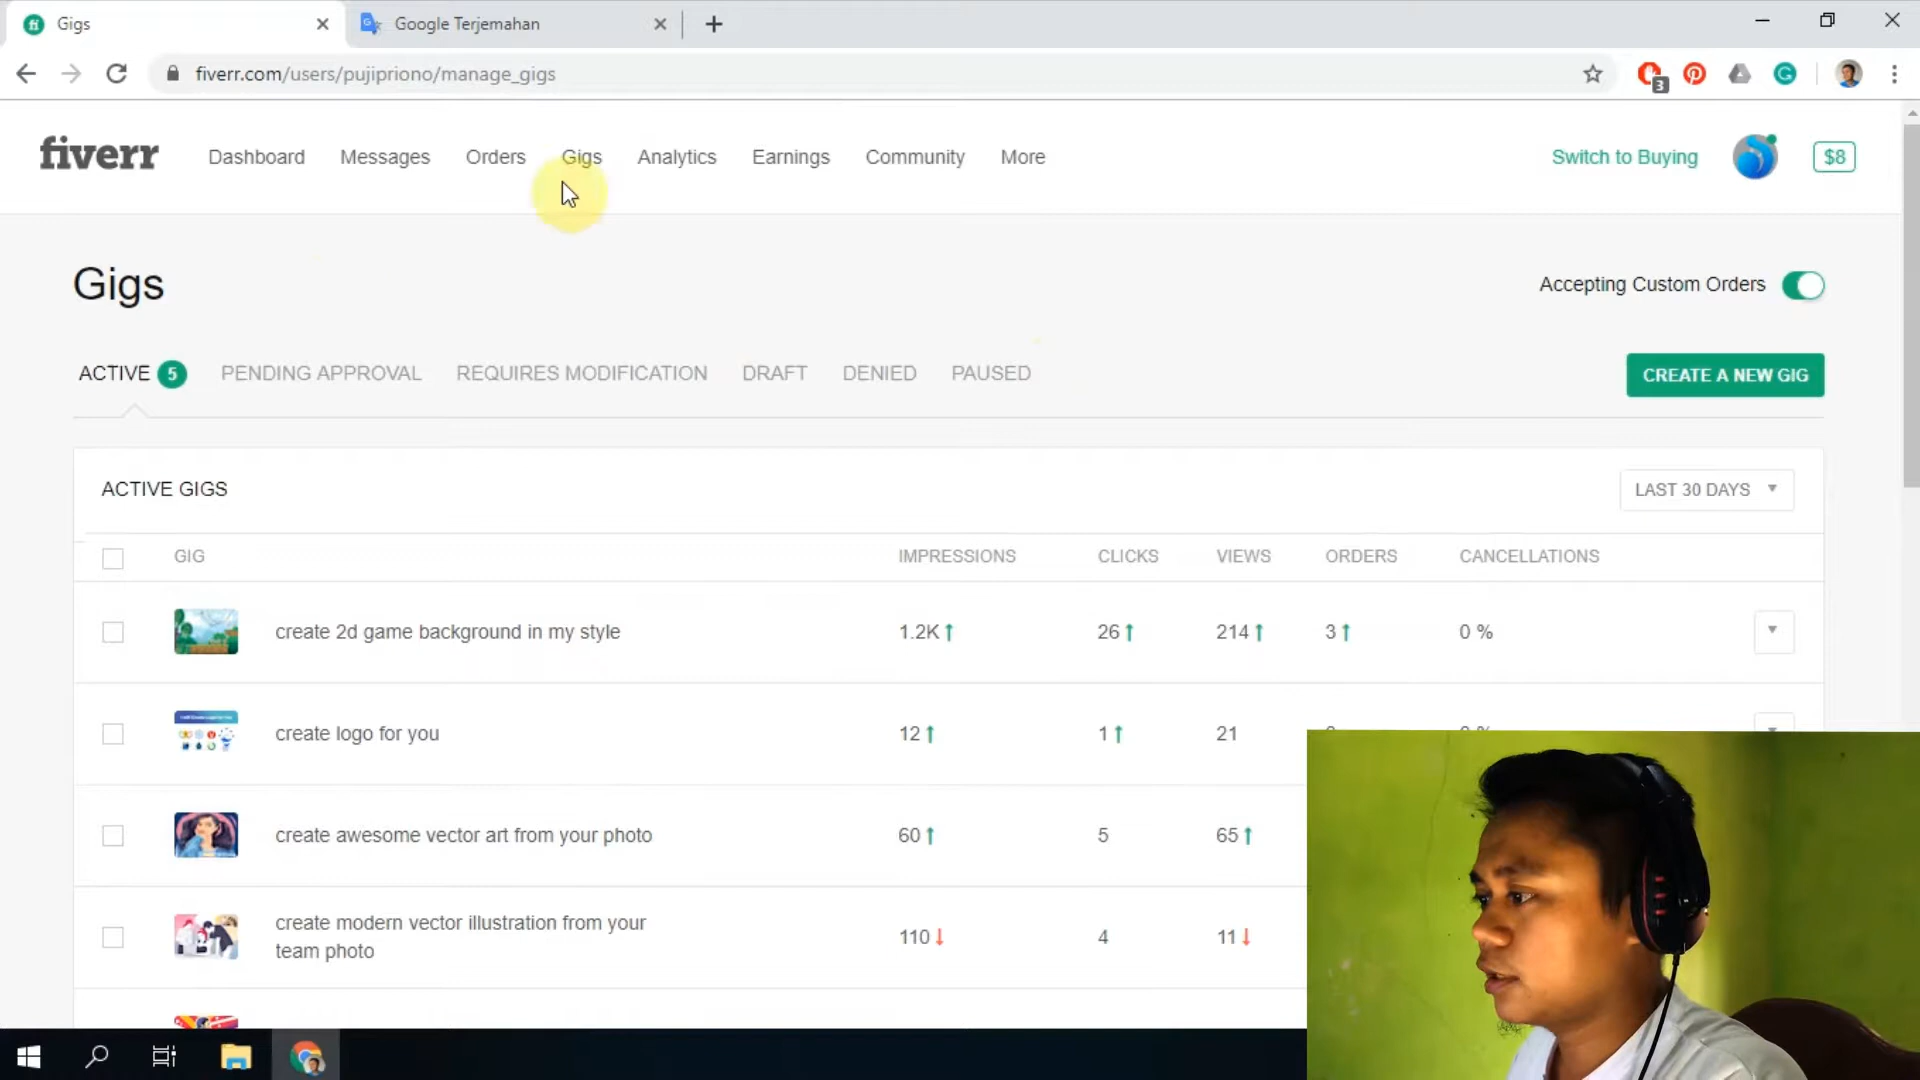 Gigs
Google Terjemahan
fiverr.com/users/pujipriono/manage_gigs
3
fiverr
Dashboard
Messages
Orders
Gigs
Analytics
Earnings
Community
More
Switch to Buying
$8
Gigs
Accepting Custom Orders
ACTIVE 5
PENDING APPROVAL
REQUIRES MODIFICATION
DRAFT
DENIED
PAUSED
CREATE A NEW GIG
ACTIVE GIGS
LAST 30 DAYS
GIG IMPRESSIONS CLICKS VIEWS ORDERS CANCELLATIONS
create 2d game background in my style 1.2K 26 214 3 0 %
create logo for you 12 1 21
create awesome vector art from your photo 60 5 65
create modern vector illustration from your
team photo 110 4 11